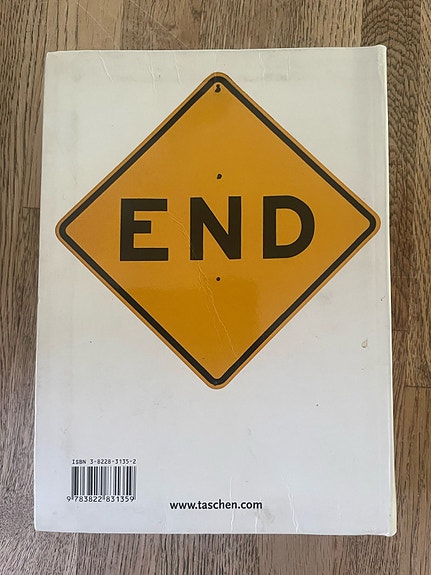 END
ISBN 3-8228-3135-2
9 783822 831359
www.taschen.com